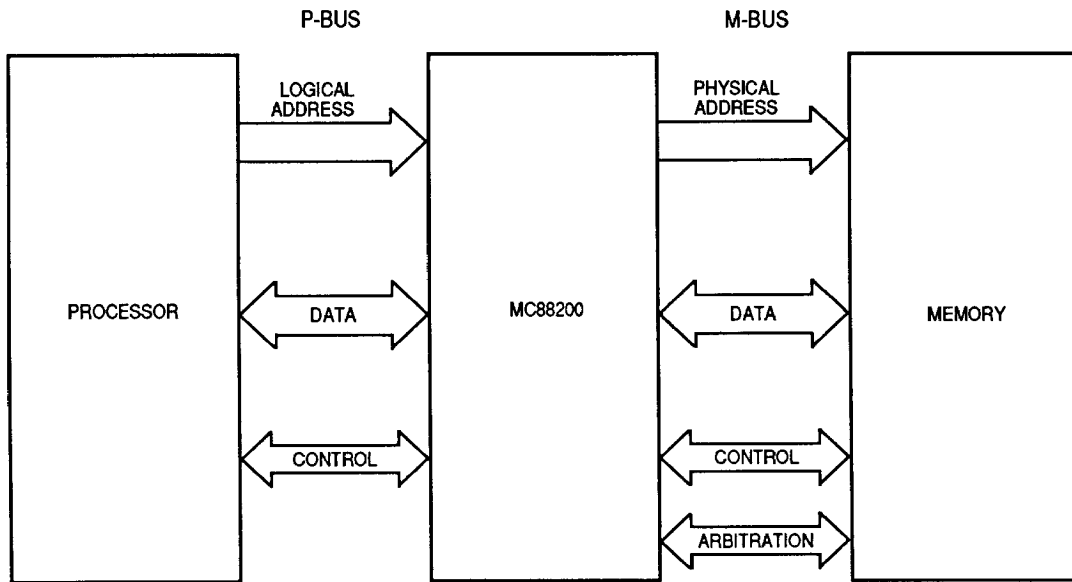 P-BUS
M-BUS
LOGICAL
ADDRESS
PHYSICAL
ADDRESS
PROCESSOR
DATA
MC88200
DATA
MEMORY
CONTROL
CONTROL
ARBITRATION